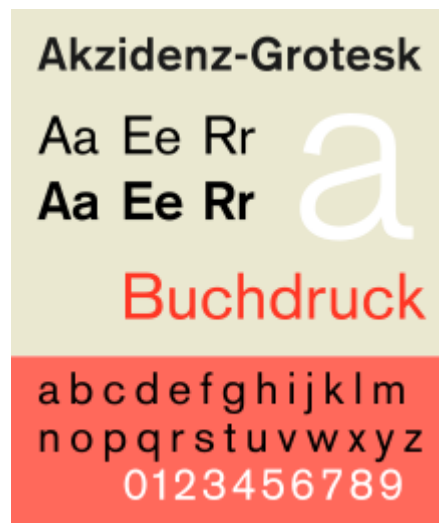 Akzidenz-Grotesk
Aa Ee Rr
Aa Ee Rr
a
Buchdruck
abcdefghijklm
nopqrstuvwxyz
0123456789